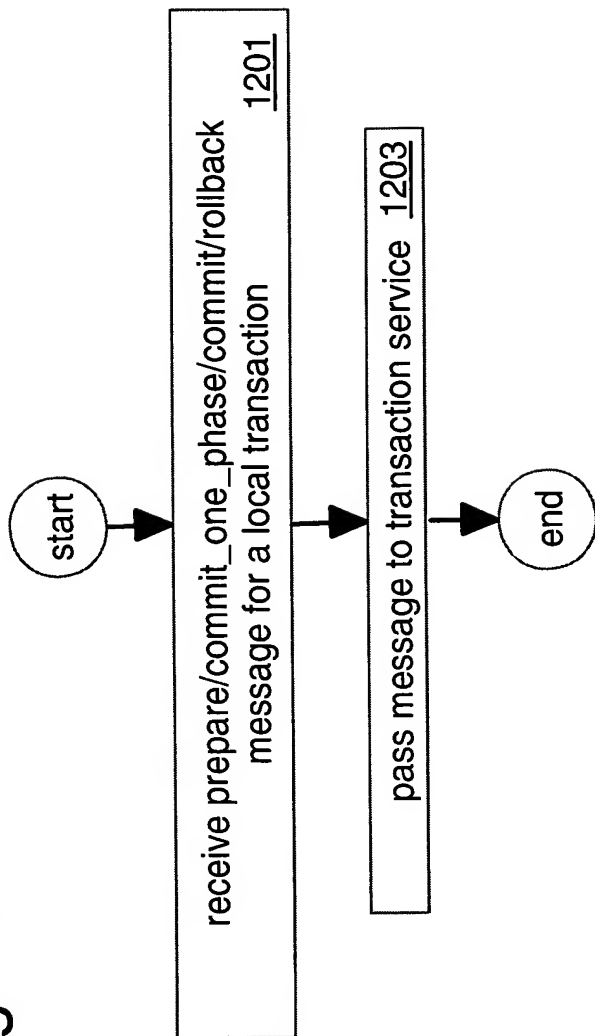 start
receive prepare/commit_one_phase/commit/rollback
message for a local transaction 1201
pass message to transaction service 1203
end